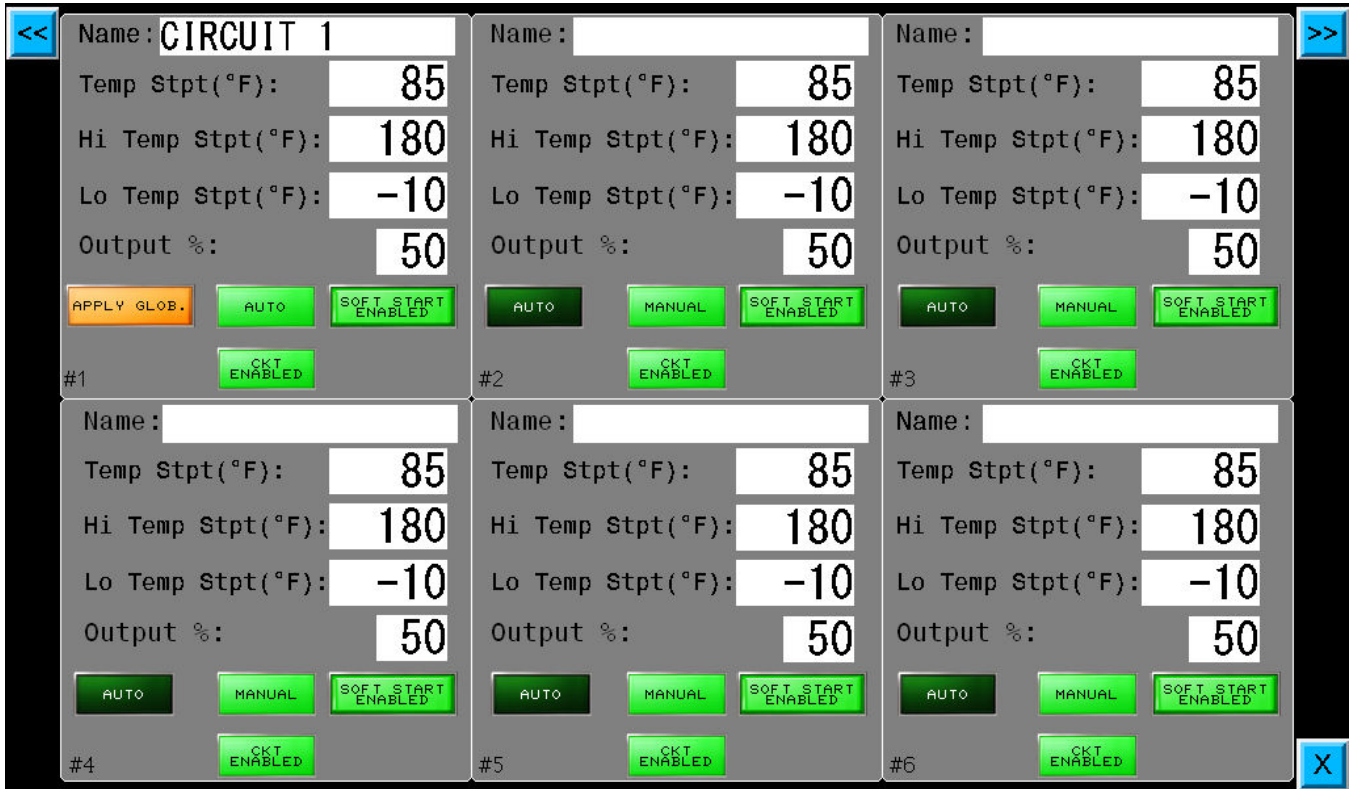 <<
Name: CIRCUIT 1
Temp Stpt(°F): 85
Hi Temp Stpt(°F): 180
Lo Temp Stpt(°F): -10
Output %: 50
APPLY GLOB. AUTO SOFT START ENABLED
CKT ENABLED
#1
Name:
Temp Stpt(°F): 85
Hi Temp Stpt(°F): 180
Lo Temp Stpt(°F): -10
Output %: 50
AUTO MANUAL SOFT START ENABLED
CKT ENABLED
#2
Name:
Temp Stpt(°F): 85
Hi Temp Stpt(°F): 180
Lo Temp Stpt(°F): -10
Output %: 50
AUTO MANUAL SOFT START ENABLED
CKT ENABLED
#3
>>
Name:
Temp Stpt(°F): 85
Hi Temp Stpt(°F): 180
Lo Temp Stpt(°F): -10
Output %: 50
AUTO MANUAL SOFT START ENABLED
CKT ENABLED
#4
Name:
Temp Stpt(°F): 85
Hi Temp Stpt(°F): 180
Lo Temp Stpt(°F): -10
Output %: 50
AUTO MANUAL SOFT START ENABLED
CKT ENABLED
#5
Name:
Temp Stpt(°F): 85
Hi Temp Stpt(°F): 180
Lo Temp Stpt(°F): -10
Output %: 50
AUTO MANUAL SOFT START ENABLED
CKT ENABLED
#6
X